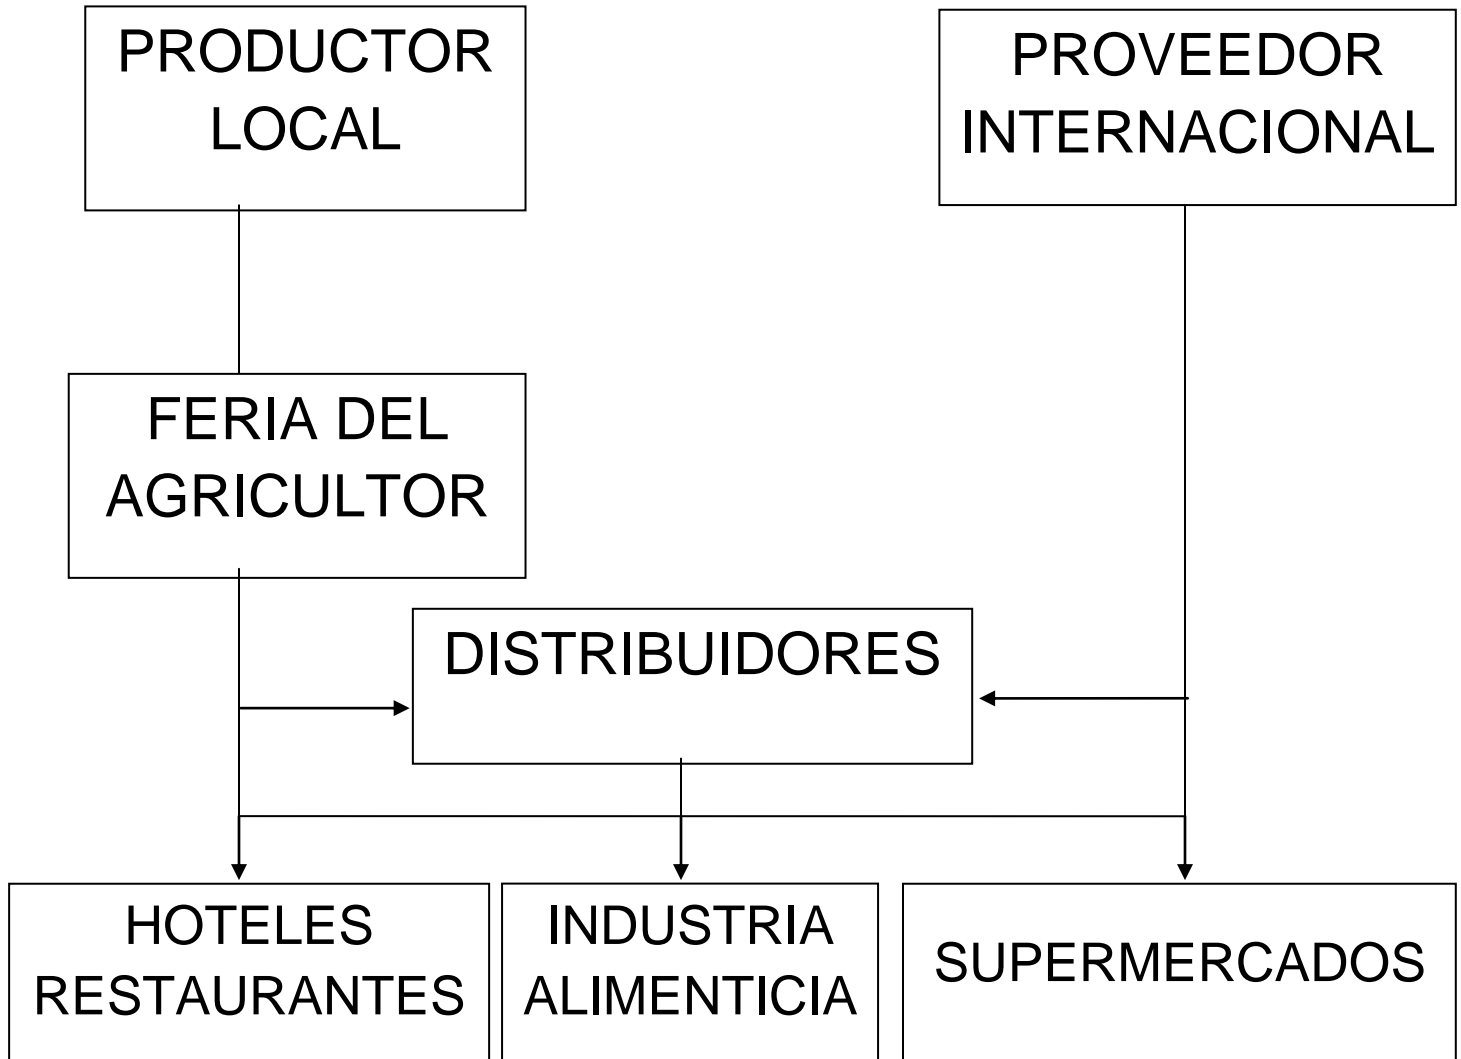 PRODUCTOR
LOCAL
PROVEEDOR
INTERNACIONAL
FERIA DEL
AGRICULTOR
DISTRIBUIDORES
HOTELES
RESTAURANTES
INDUSTRIA
ALIMENTICIA
SUPERMERCADOS